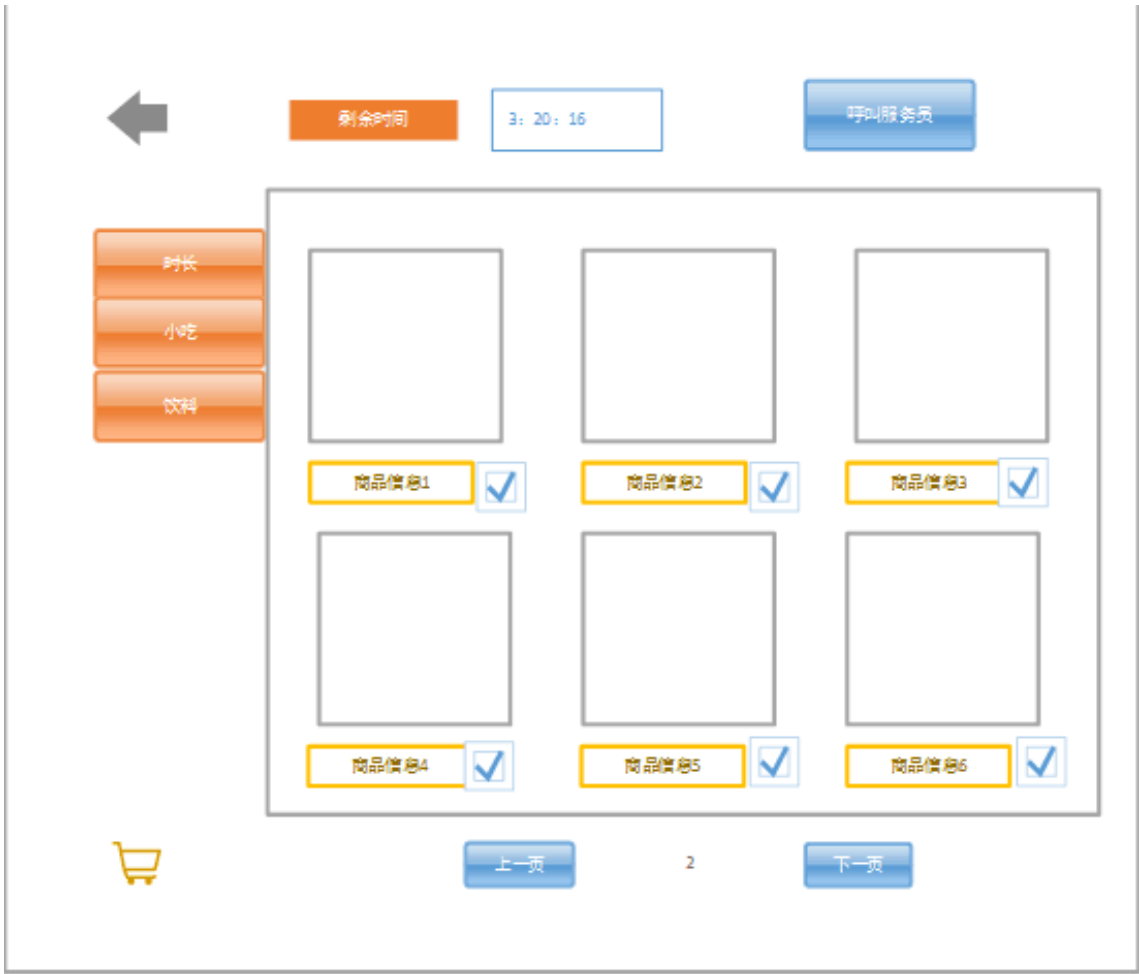 剩余时间
3：20：16
呼叫服务员
时长
小吃
饮料
商品信息1
商品信息2
商品信息3
商品信息4
商品信息5
商品信息6
上一页
2
下一页